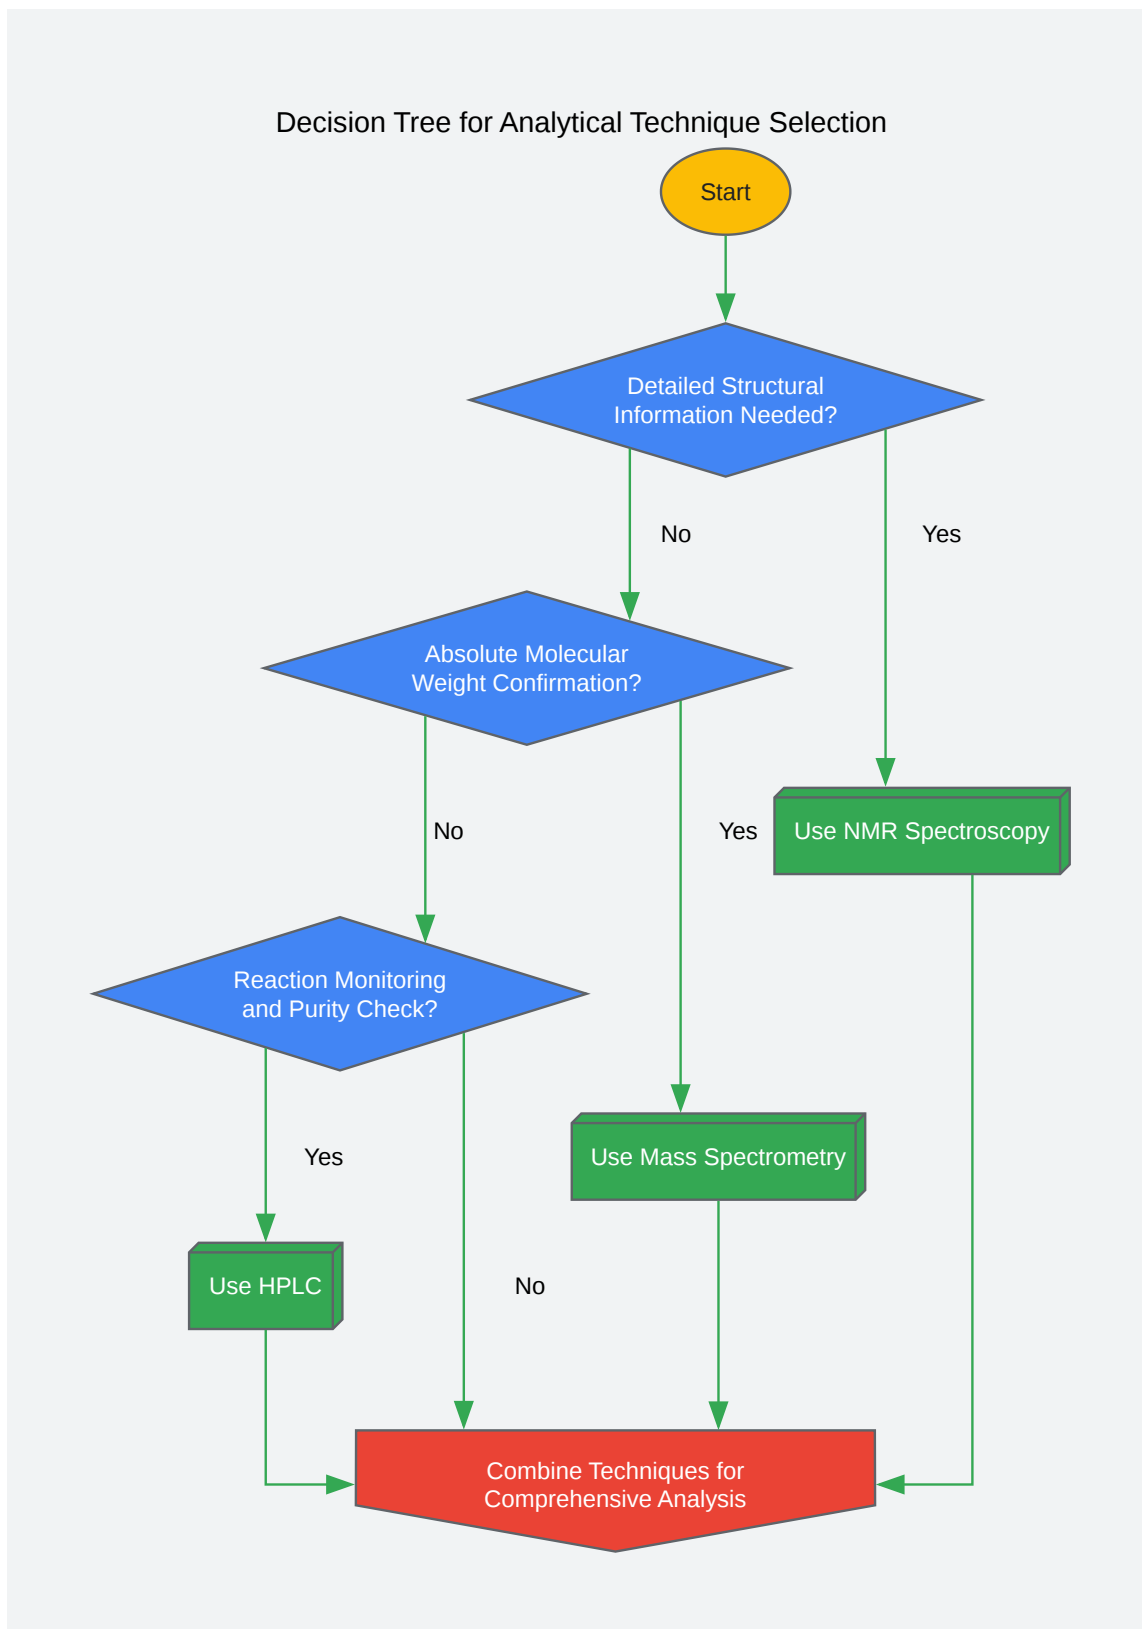 Decision Tree for Analytical Technique Selection
Start
Detailed Structural
Information Needed?
No
Yes
Absolute Molecular
Weight Confirmation?
No
Yes
Use NMR Spectroscopy
Reaction Monitoring
and Purity Check?
Yes
Use Mass Spectrometry
Use HPLC
No
Combine Techniques for
Comprehensive Analysis